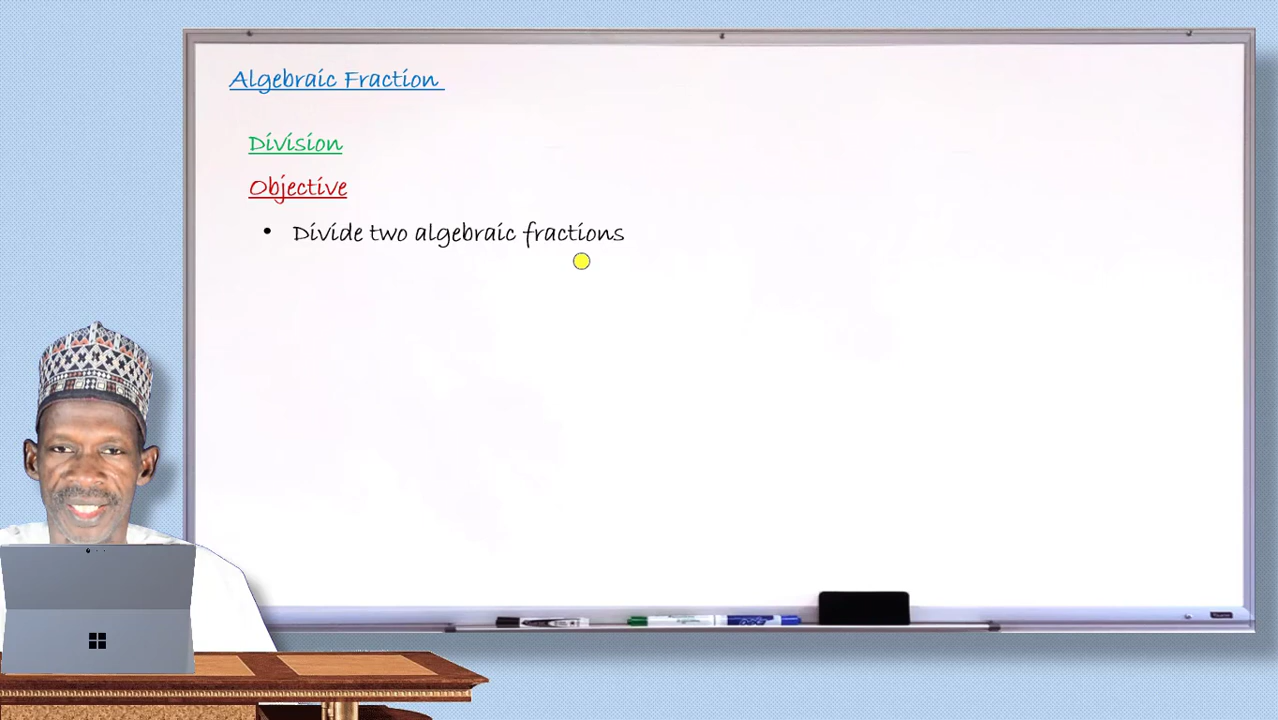 Algebraic Fraction
Division
Objective
• Divide two algebraic fractions